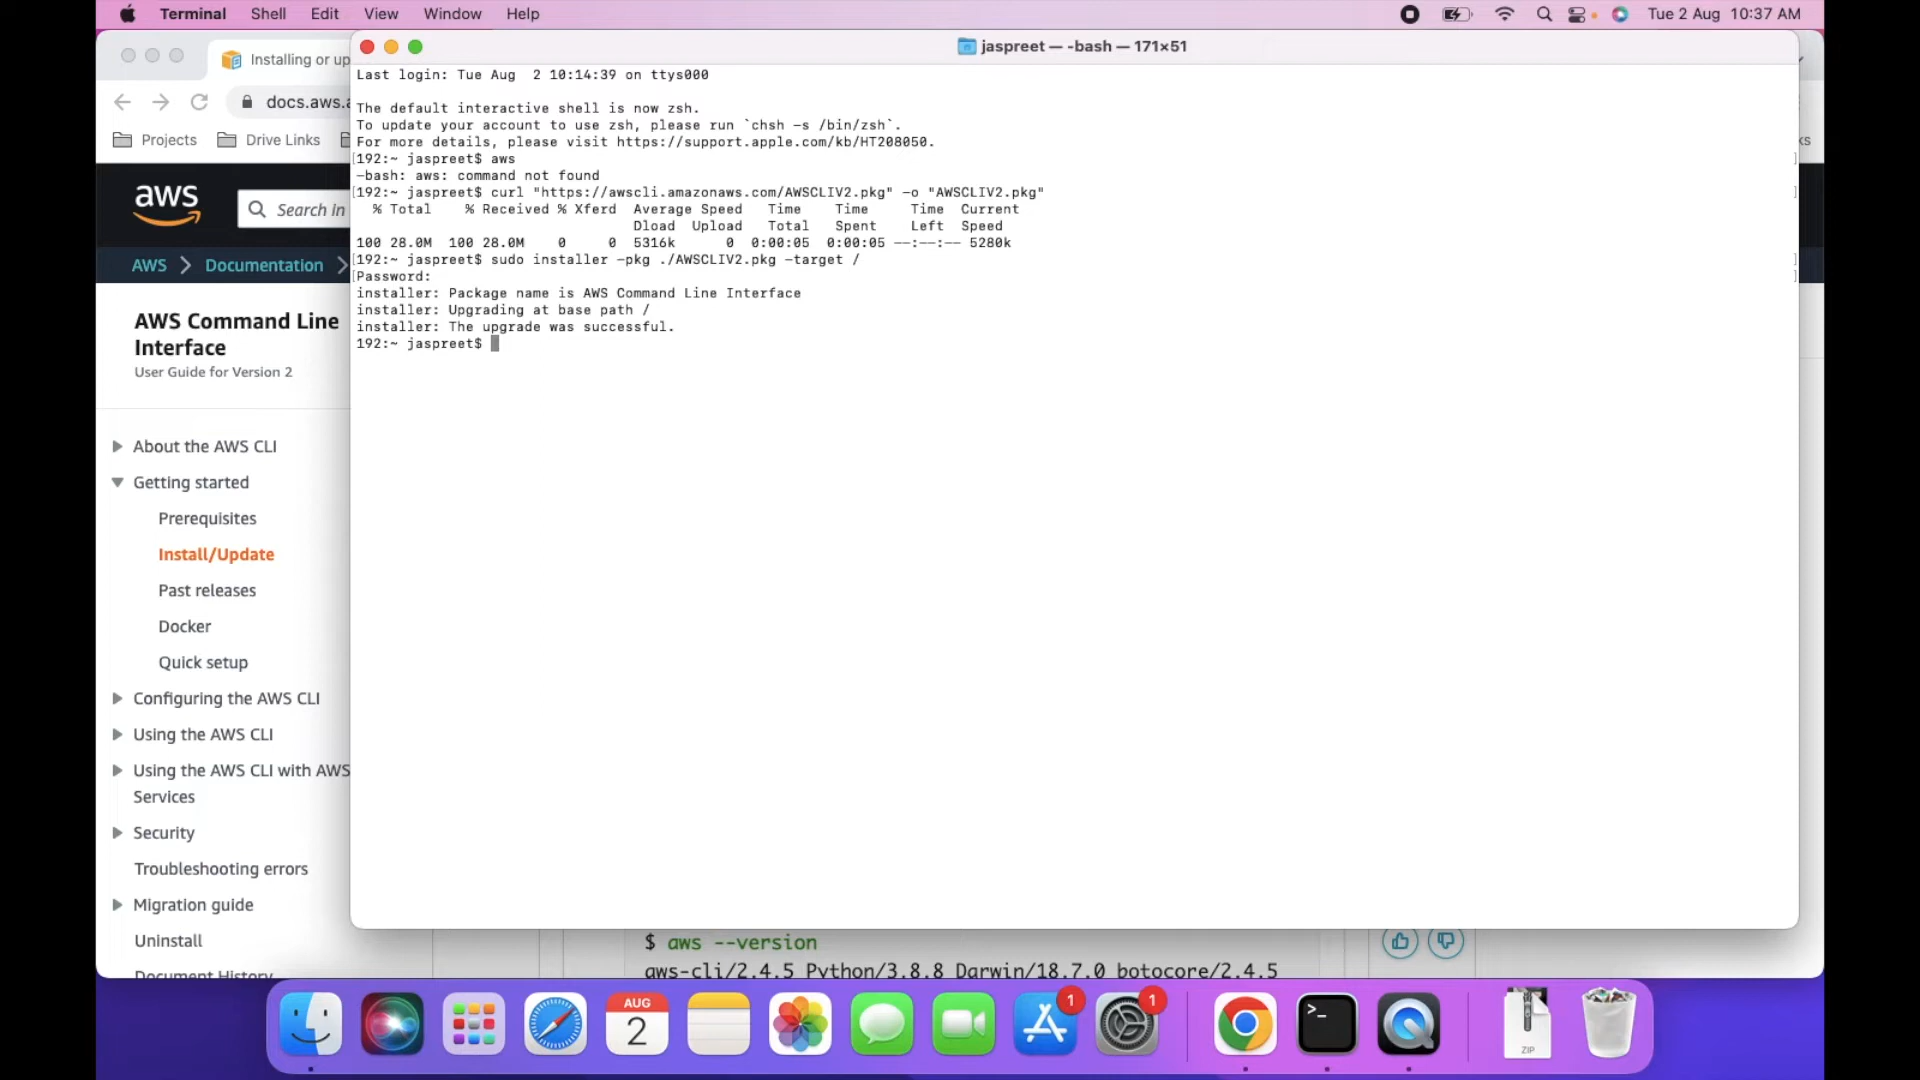 Terminal Shell Edit View Window Help Tue 2 Aug 10:37 AM
Installing or up
docs.aws.a
Projects Drive Links ks
aws
Search in
AWS Documentation
AWS Command Line
Interface
User Guide for Version 2
About the AWS CLI
Getting started
Prerequisites
Install/Update
Past releases
Docker
Quick setup
Configuring the AWS CLI
Using the AWS CLI
Using the AWS CLI with AWS
Services
Security
Troubleshooting errors
Migration guide
Uninstall
Document History
jaspreet — -bash — 171×51
Last login: Tue Aug  2 10:14:39 on ttys000
The default interactive shell is now zsh.
To update your account to use zsh, please run `chsh -s /bin/zsh`.
For more details, please visit https://support.apple.com/kb/HT208050.
[192:~ jaspreet$ aws ]
-bash: aws: command not found
[192:~ jaspreet$ curl "https://awscli.amazonaws.com/AWSCLIV2.pkg" -o "AWSCLIV2.pkg" ]
% Total % Received % Xferd Average Speed Time Time Time Current
Dload Upload Total Spent Left Speed
100 28.0M 100 28.0M 0 0 5316k 0 0:00:05 0:00:05 --:--:-- 5280k
[192:~ jaspreet$ sudo installer -pkg ./AWSCLIV2.pkg -target / ]
[Password: ]
installer: Package name is AWS Command Line Interface
installer: Upgrading at base path /
installer: The upgrade was successful.
192:~ jaspreet$
$ aws --version
aws-cli/2.4.5 Python/3.8.8 Darwin/18.7.0 botocore/2.4.5
AUG
2
1
1
>_
ZIP